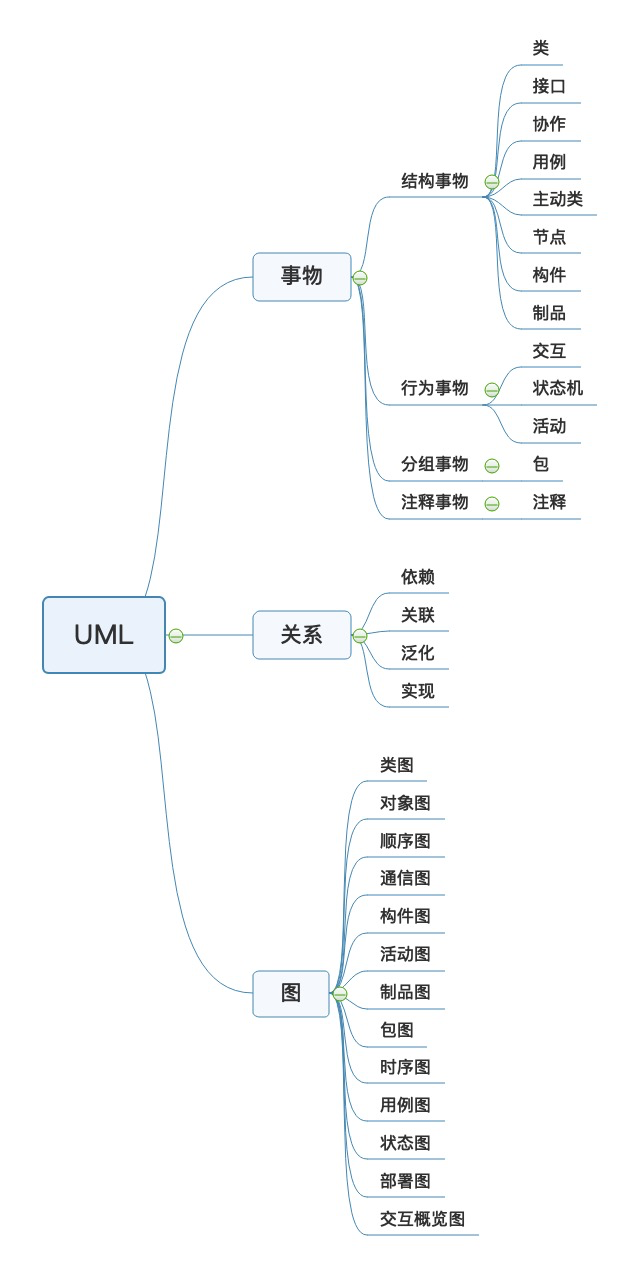 UML
事物
结构事物
类
接口
协作
用例
主动类
节点
构件
制品
行为事物
交互
状态机
活动
分组事物
包
注释事物
注释
关系
依赖
关联
泛化
实现
图
类图
对象图
顺序图
通信图
构件图
活动图
制品图
包图
时序图
用例图
状态图
部署图
交互概览图